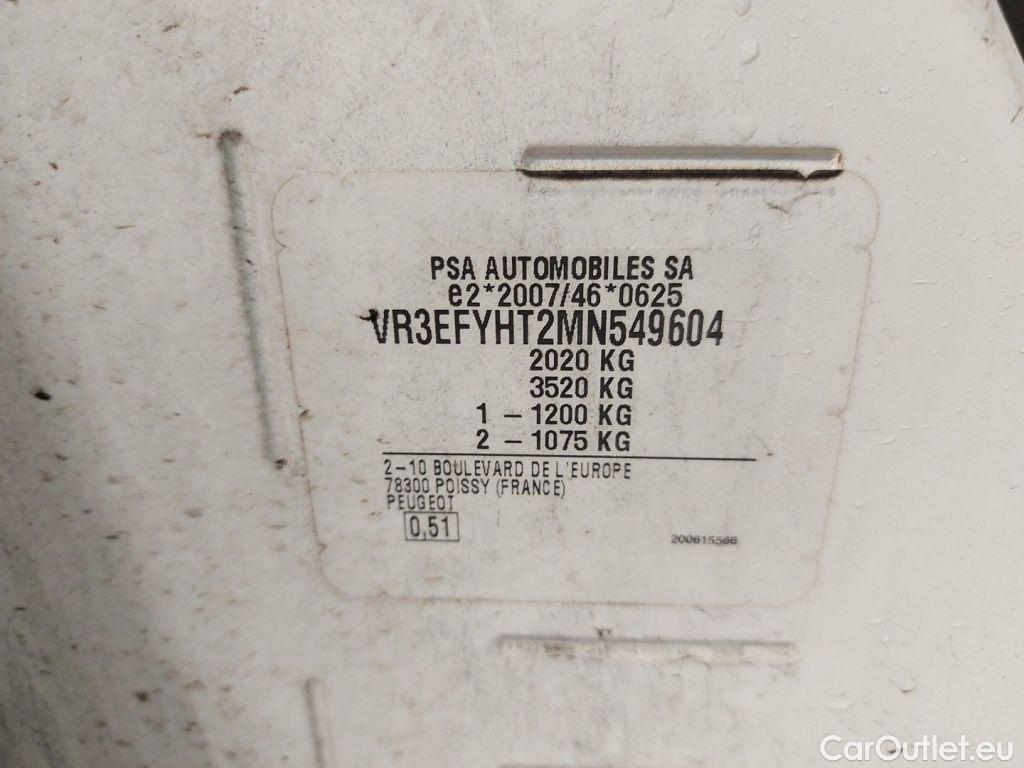 PSA AUTOMOBILES SA
e2*2007/46*0625
VR3EFYHT2MN549604
2020 KG
3520 KG
1 – 1200 KG
2 – 1075 KG
2–10 BOULEVARD DE L'EUROPE
78300 POISSY (FRANCE)
PEUGEOT
0,51
200615566
CarOutlet.eu